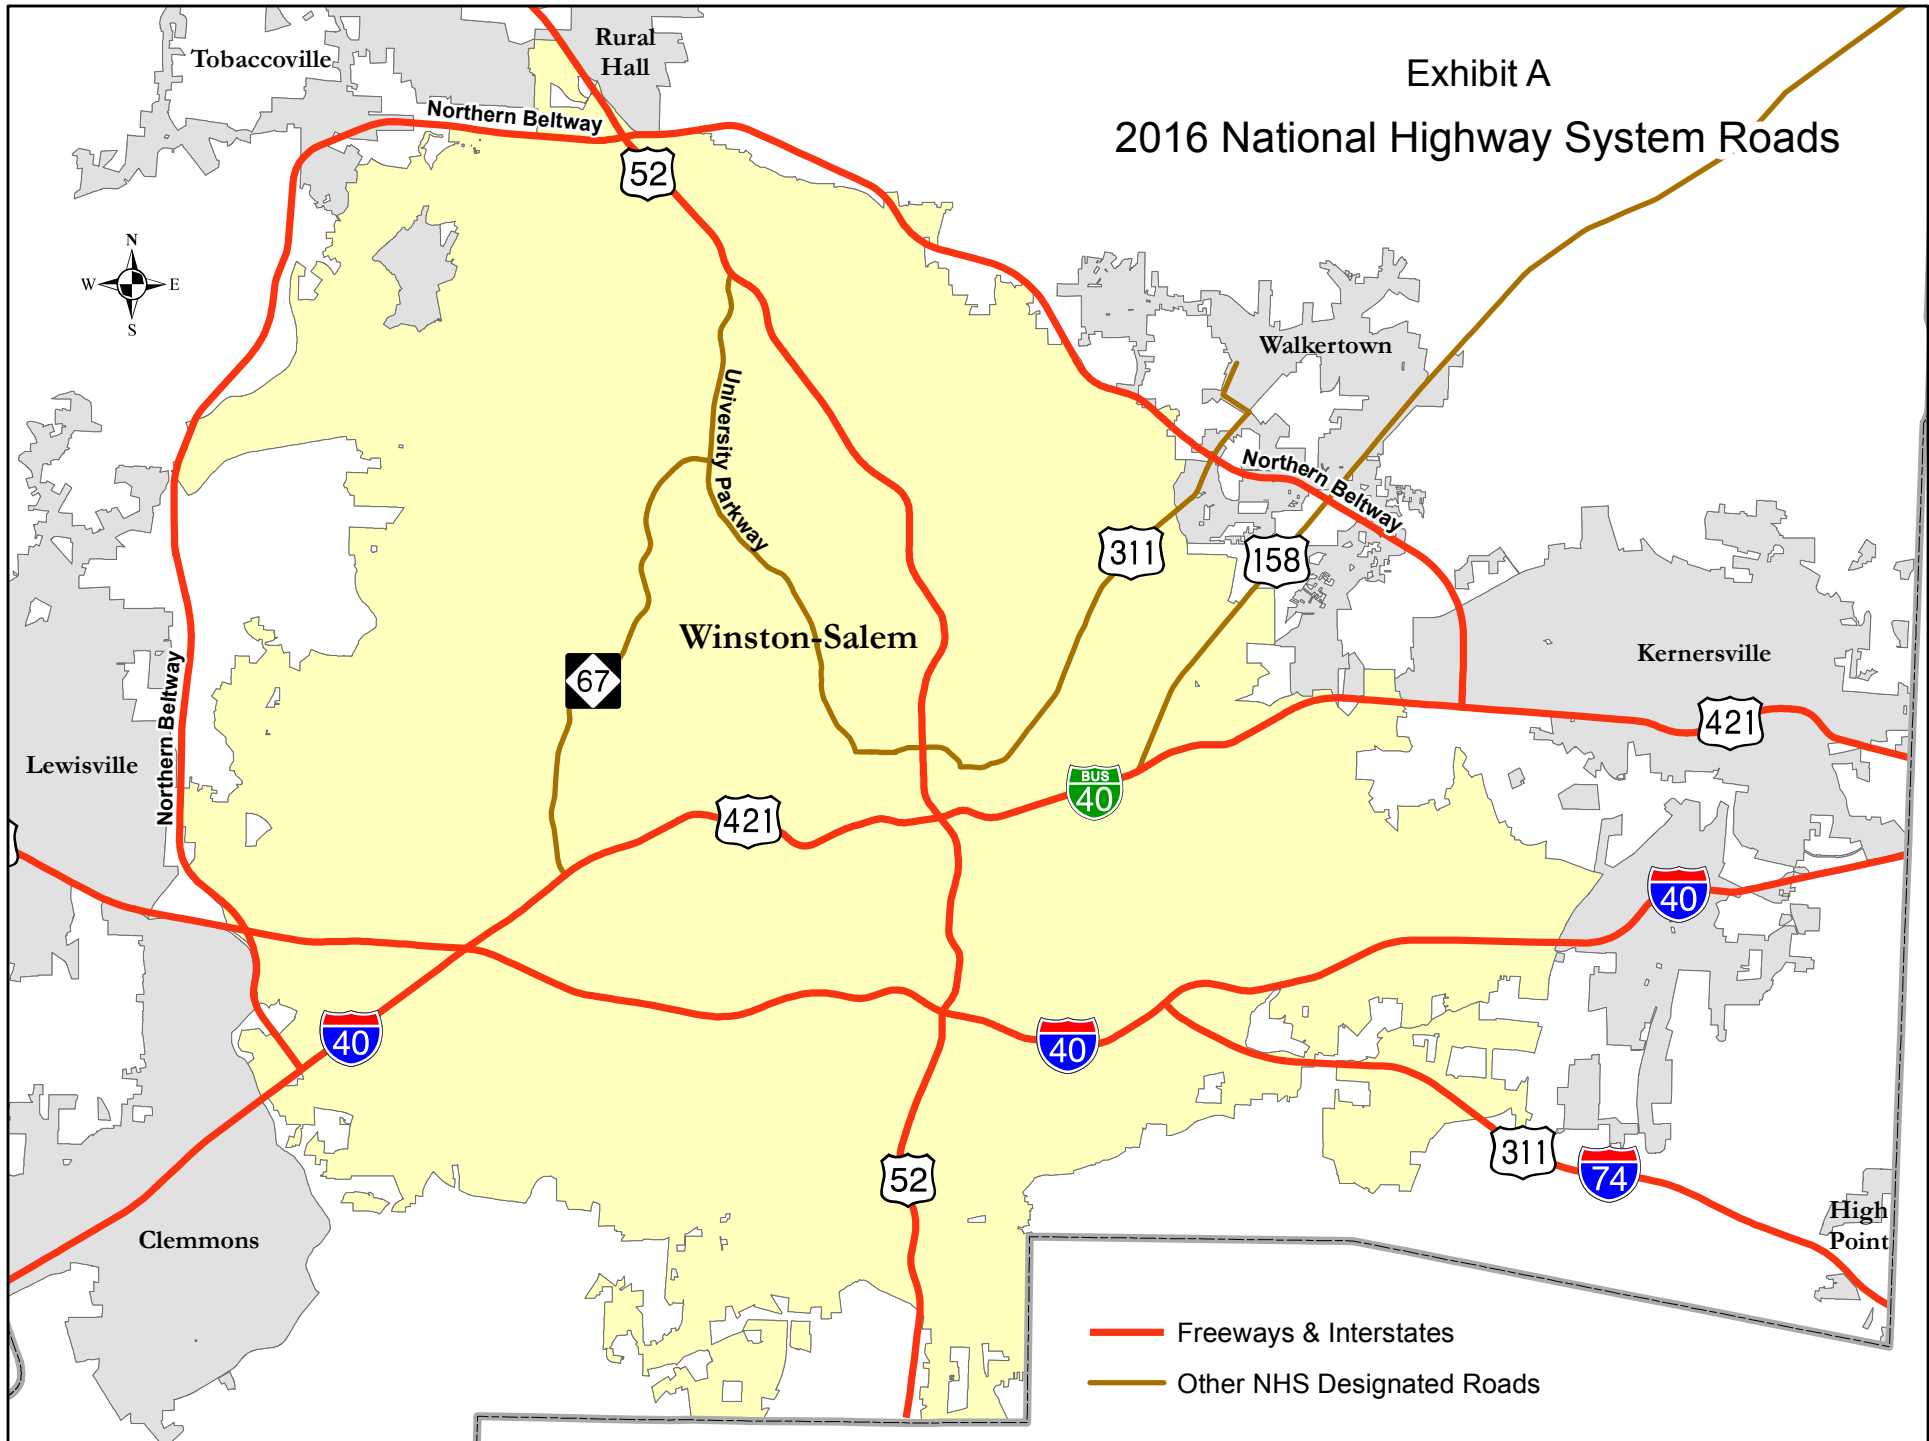 Exhibit A
2016 National Highway System Roads
Tobaccoville
Rural
Hall
Northern Beltway
52
N
W
E
S
Walkertown
University Parkway
Northern Beltway
311
158
Winston-Salem
67
Kernersville
421
Northern Beltway
Lewisville
BUS
40
421
40
40
40
52
311
74
High
Point
Clemmons
Freeways & Interstates
Other NHS Designated Roads